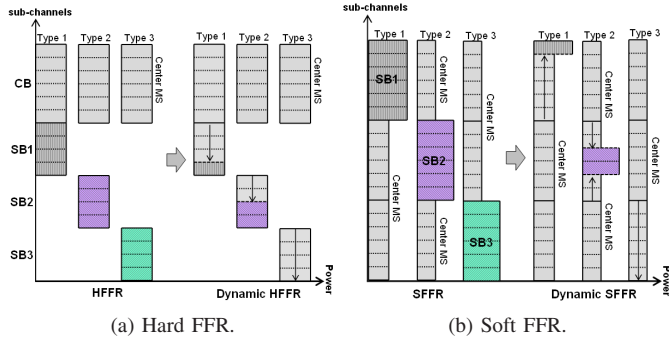 sub-channels
Type 1 Type 2 Type 3 Type 1 Type 2 Type 3
CB
Center MS
Center MS
SB1
SB2
SB3
Power
HFFR
Dynamic HFFR
(a) Hard FFR.
sub-channels
Type 1 Type 2 Type 3 Type 1 Type 2 Type 3
SB1
SB2
SB3
Center MS
Center MS
Center MS
Center MS
Center MS
Center MS
Center MS
Center MS
Power
SFFR
Dynamic SFFR
(b) Soft FFR.